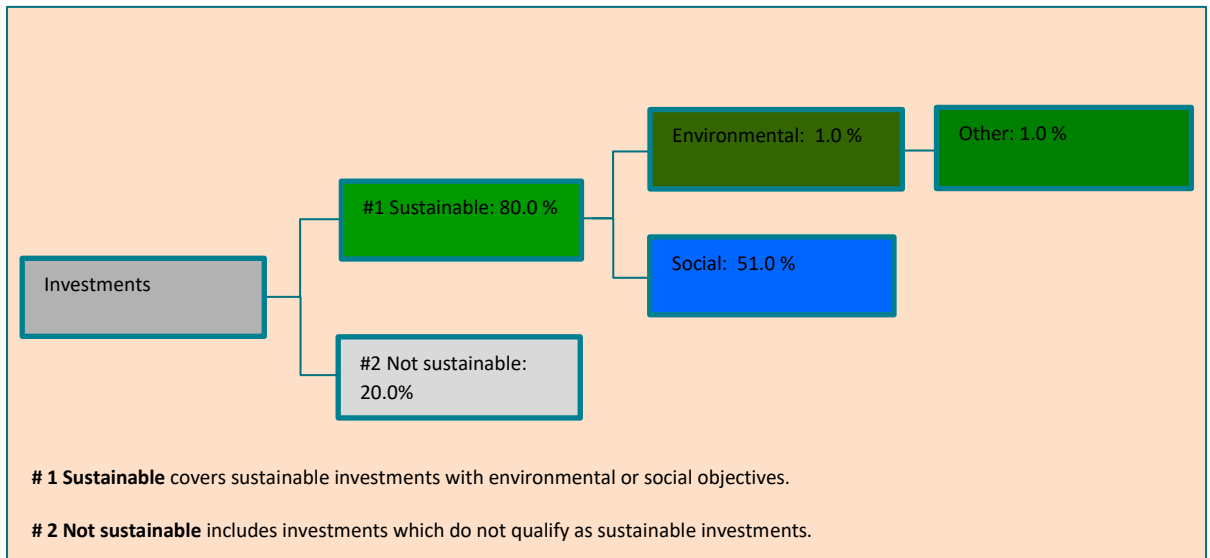 Environmental:  1.0 %
Other: 1.0 %
#1 Sustainable: 80.0 %
Social:  51.0 %
Investments
#2 Not sustainable:
20.0%
# 1 Sustainable covers sustainable investments with environmental or social objectives.
# 2 Not sustainable includes investments which do not qualify as sustainable investments.